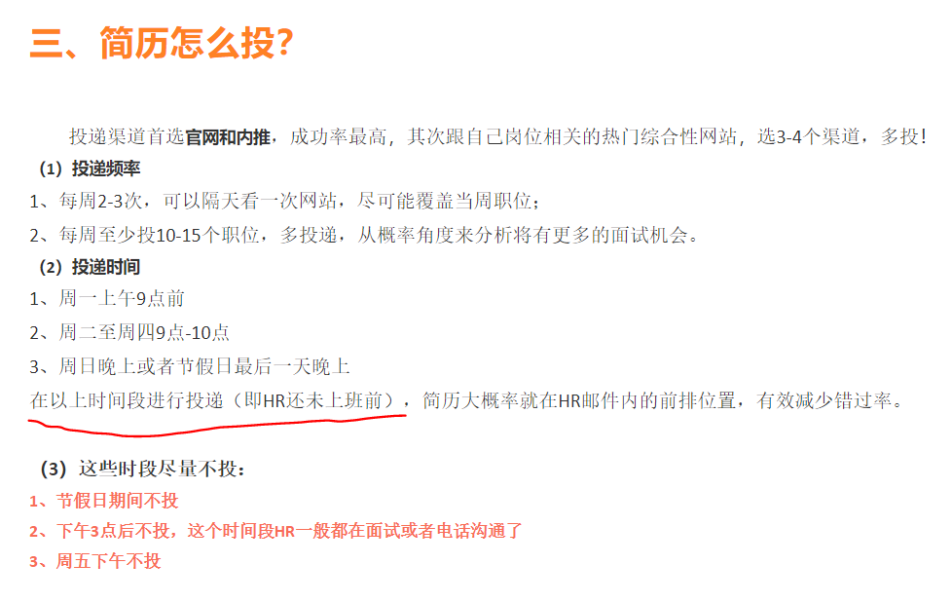 三、简历怎么投？
投递渠道首选官网和内推，成功率最高，其次跟自己岗位相关的热门综合性网站，选3-4个渠道，多投！
（1）投递频率
1、每周2-3次，可以隔天看一次网站，尽可能覆盖当周职位；
2、每周至少投10-15个职位，多投递，从概率角度来分析将有更多的面试机会。
（2）投递时间
1、周一上午9点前
2、周二至周四9点-10点
3、周日晚上或者节假日最后一天晚上
在以上时间段进行投递（即HR还未上班前），简历大概率就在HR邮件内的前排位置，有效减少错过率。
（3）这些时段尽量不投：
1、节假日期间不投
2、下午3点后不投，这个时间段HR一般都在面试或者电话沟通了
3、周五下午不投